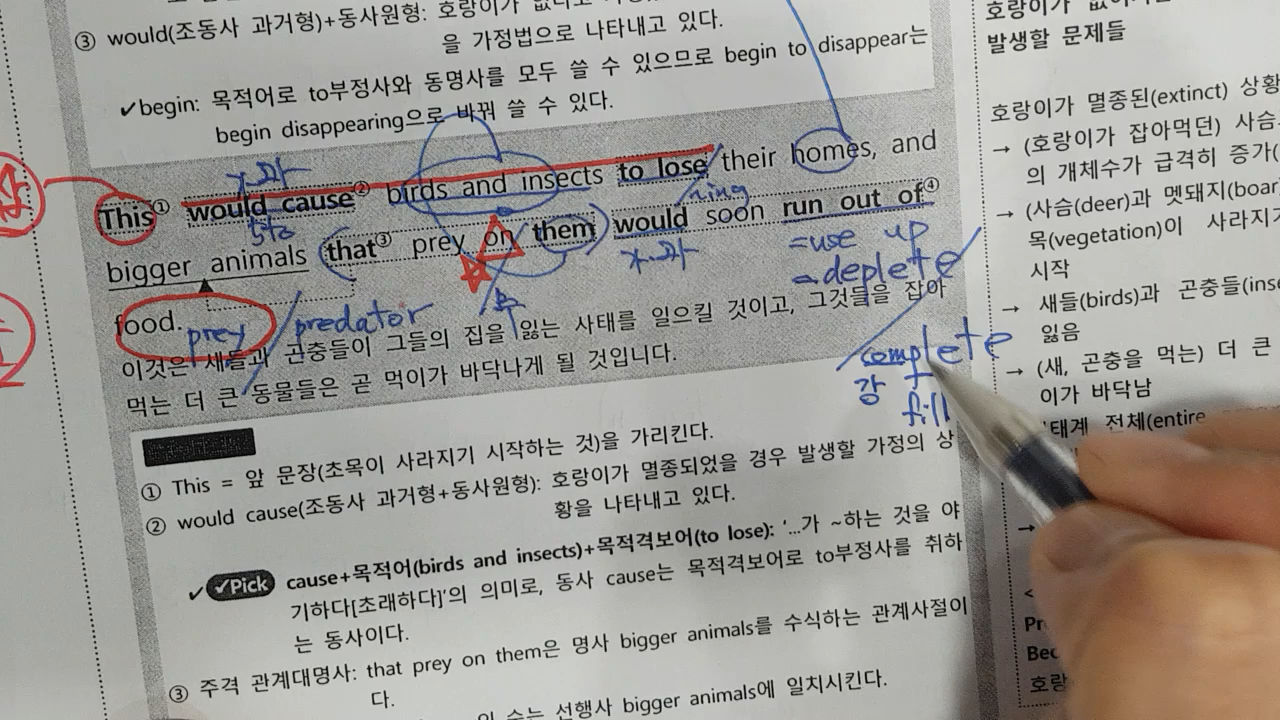 ③ would(조동사 과거형)+동사원형: 호랑이가
을 가정법으로 나타내고 있다.
✔begin: 목적어로 to부정사와 동명사를 모두 쓸 수 있으므로 begin to disappear는
begin disappearing으로 바꿔 쓸 수 있다.
This① would cause② birds and insects to lose their homes, and
ning
bigger animals that③ prey on them would soon run out of④
=use up
=deplete
food.
prey / predator
complete
강 fill
이것은 새들과 곤충들이 그들의 집을 잃는 사태를 일으킬 것이고, 그것들을 잡아
먹는 더 큰 동물들은 곧 먹이가 바닥나게 될 것입니다.
① This = 앞 문장(초목이 사라지기 시작하는 것)을 가리킨다.
② would cause(조동사 과거형+동사원형): 호랑이가 멸종되었을 경우 발생할 가정의 상
황을 나타내고 있다.
✔ ✔Pick cause+목적어(birds and insects)+목적격보어(to lose): '…가 ~하는 것을 야
기하다[초래하다]'의 의미로, 동사 cause는 목적격보어로 to부정사를 취하
는 동사이다.
③ 주격 관계대명사: that prey on them은 명사 bigger animals를 수식하는 관계사절이
다.
수는 선행사 bigger animals에 일치시킨다.
호랑이가
발생할 문제들
호랑이가 멸종된(extinct) 상황
→ (호랑이가 잡아먹던) 사슴
의 개체수가 급격히 증가
→ (사슴(deer)과 멧돼지(boar
목(vegetation)이 사라지기
시작
→ 새들(birds)과 곤충들(inse
잃음
→ (새, 곤충을 먹는) 더 큰
이가 바닥남
태계 전체(entire
→
<
Pr
Bec
호랑